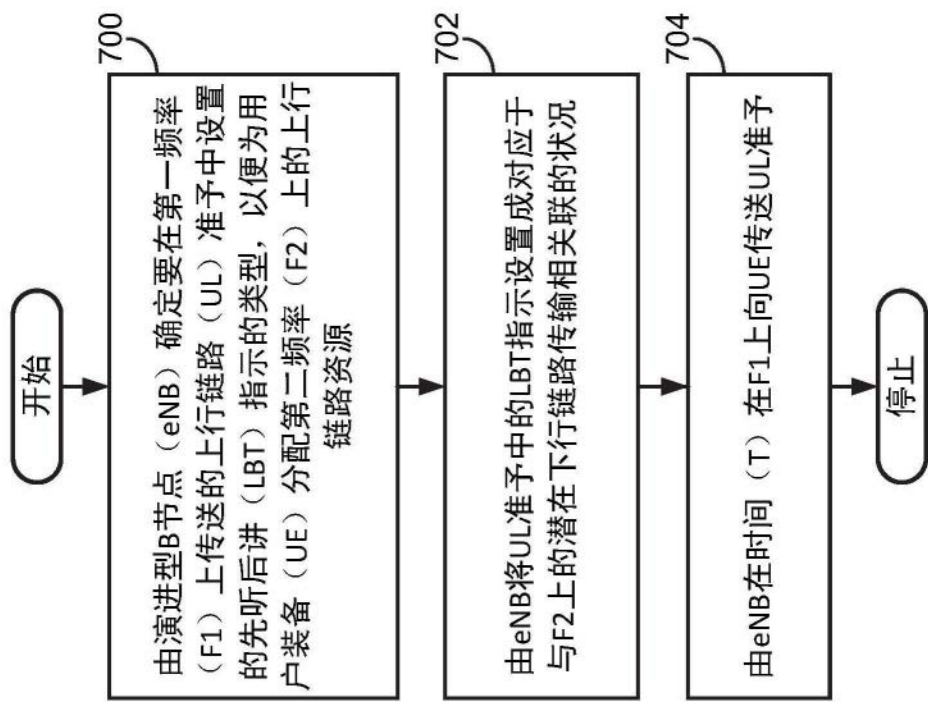 开始
700
由演进型B节点（eNB）确定要在第一频率
（F1）上传送的上行链路（UL）准予中设置
的先听后讲（LBT）指示的类型，以便为用
户装备（UE）分配第二频率（F2）上的上行
链路资源
702
由eNB将UL准予中的LBT指示设置成对应于
与F2上的潜在下行链路传输相关联的状况
704
由eNB在时间（T）在F1上向UE传送UL准予
停止